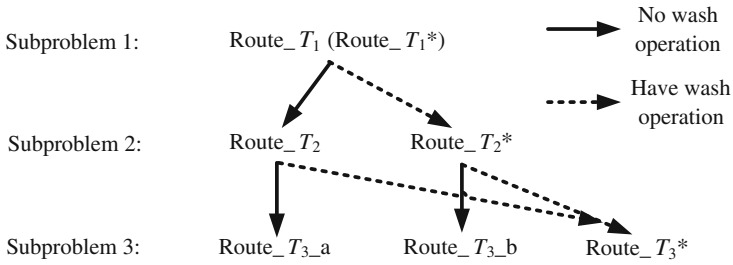 Subproblem 1: Route_T₁ (Route_T₁*) No wash operation
Have wash operation
Subproblem 2: Route_T₂ Route_T₂*
Subproblem 3: Route_T₃_a Route_T₃_b Route_T₃*